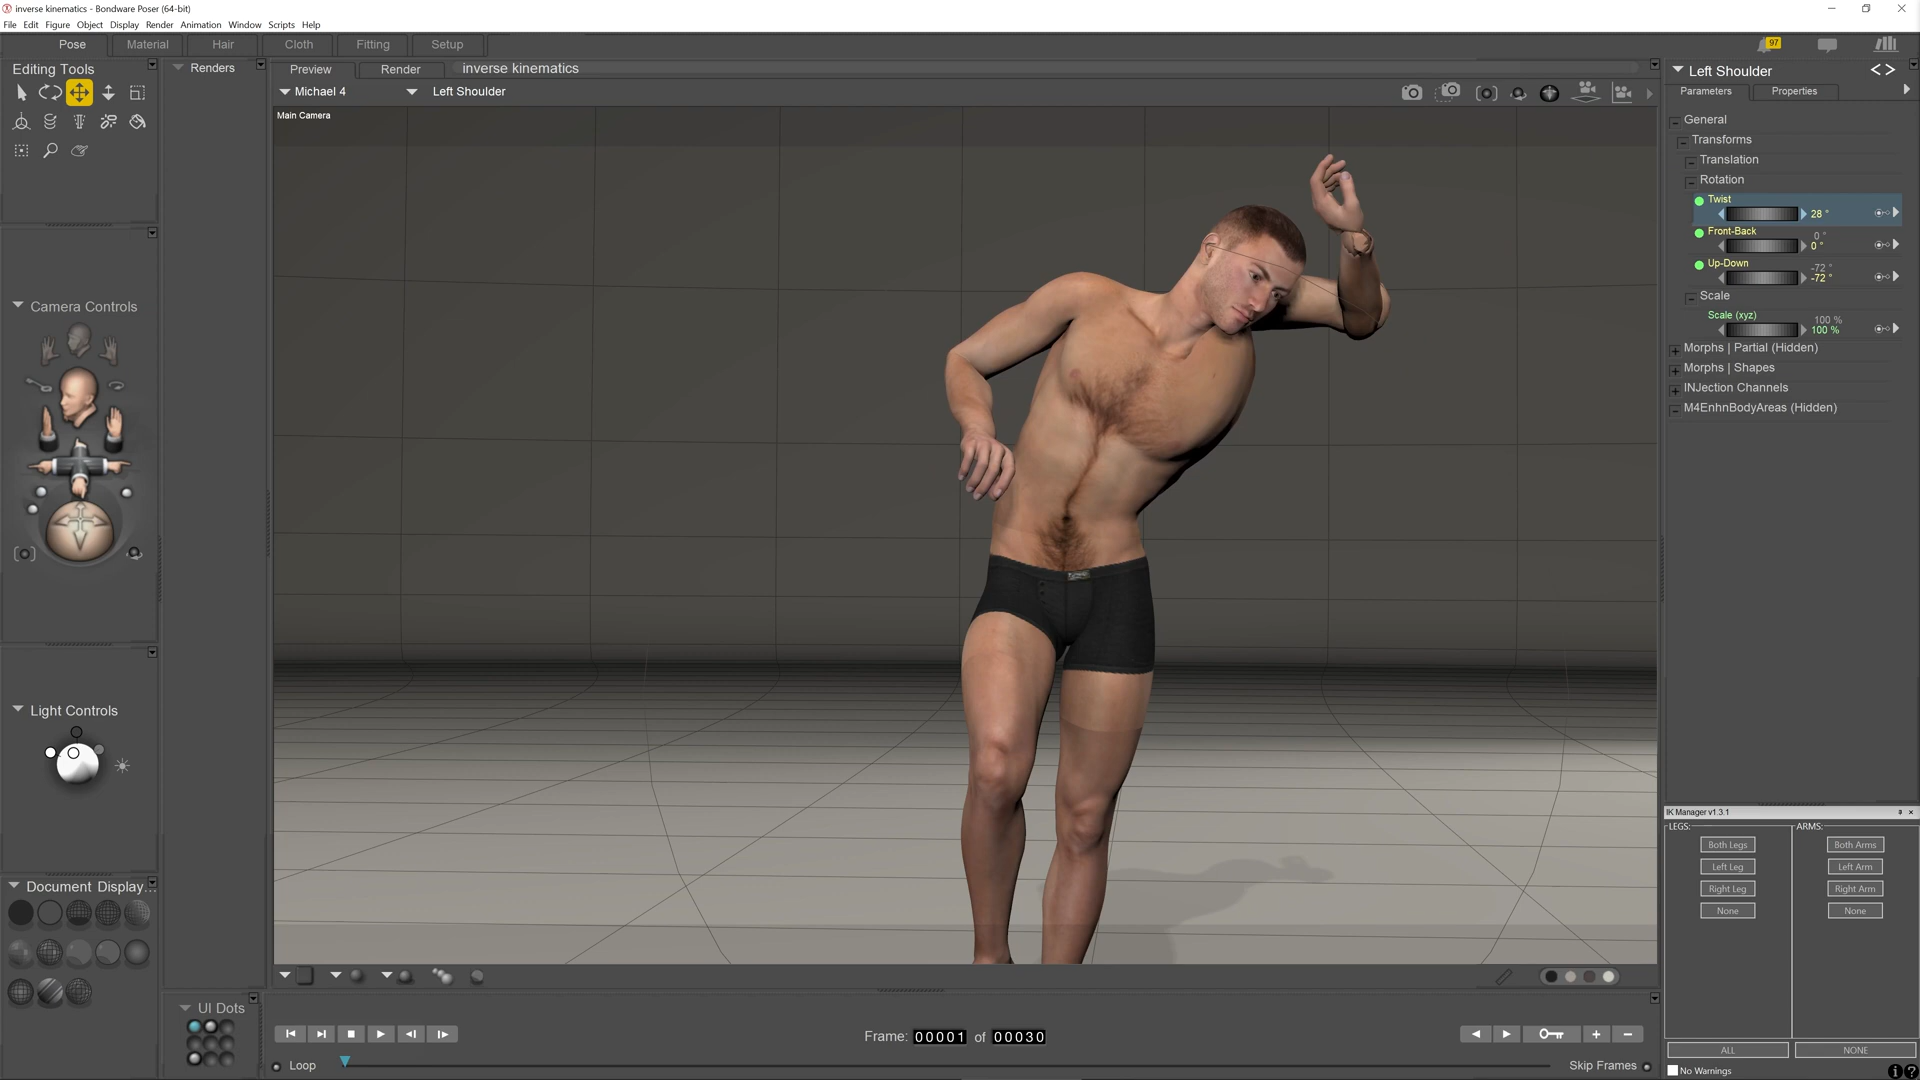 inverse kinematics - Bondware Poser (64-bit)
File Edit Figure Object Display Render Animation Window Scripts Help
Pose Material Hair Cloth Fitting Setup
97
Editing Tools
Renders
Preview Render inverse kinematics
Michael 4 Left Shoulder
Main Camera
Left Shoulder
Parameters Properties
General
Transforms
Translation
Rotation
Twist
28 °
Front-Back
0 °
0 °
Up-Down
-72 °
-72 °
Scale
Scale (xyz)
100 %
100 %
Morphs | Partial (Hidden)
Morphs | Shapes
INJection Channels
M4EnhnBodyAreas (Hidden)
Camera Controls
Light Controls
Document Display...
UI Dots
IK Manager v1.3.1
LEGS: ARMS:
Both Legs Both Arms
Left Leg Left Arm
Right Leg Right Arm
None None
ALL NONE
No Warnings
Frame: 00001 of 00030
Loop
Skip Frames